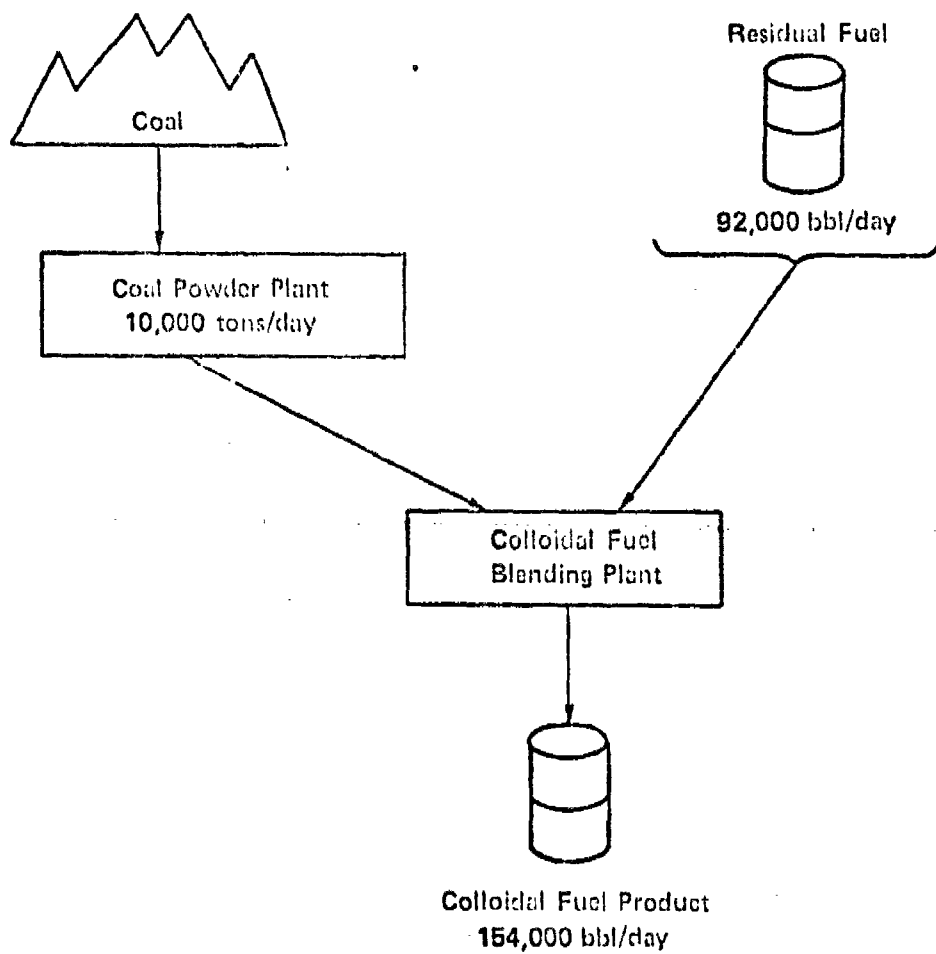 Residual Fuel
Coal
92,000 bbl/day
Coal Powder Plant
10,000 tons/day
Colloidal Fuel
Blending Plant
Colloidal Fuel Product
154,000 bbl/day